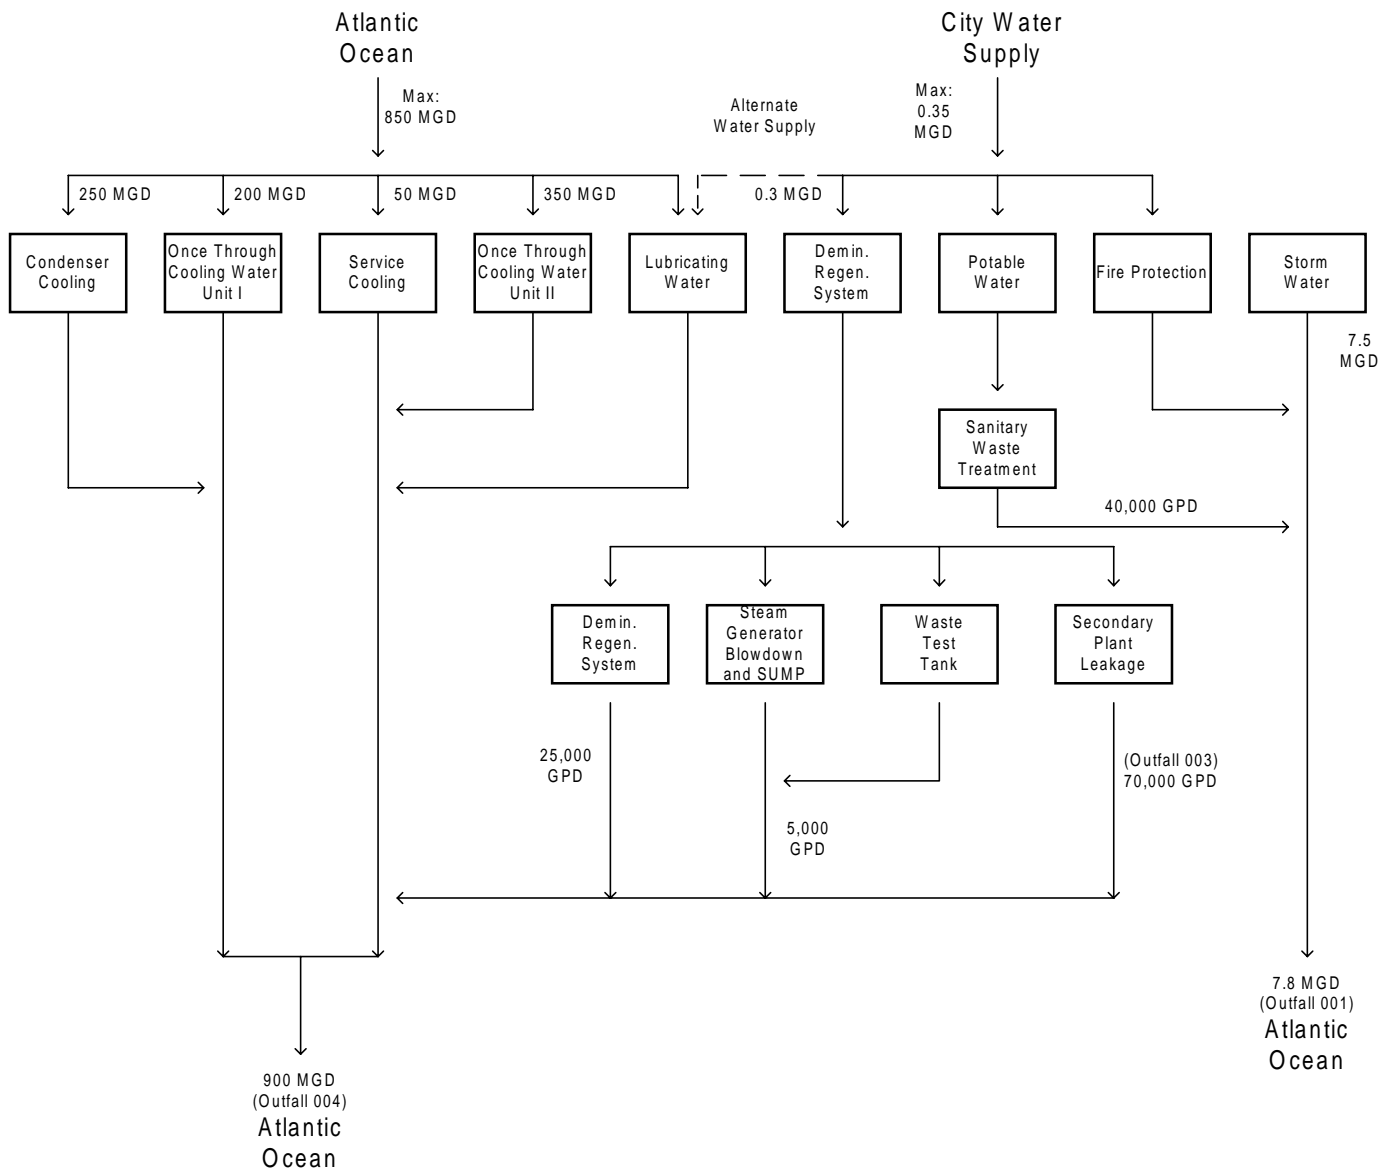 Atlantic
Ocean
City Water
Supply
Max:
850 MGD
Alternate
Water Supply
Max:
0.35
MGD
250 MGD
200 MGD
50 MGD
350 MGD
0.3 MGD
Condenser
Cooling
Once Through
Cooling Water
Unit I
Service
Cooling
Once Through
Cooling Water
Unit II
Lubricating
Water
Demin.
Regen.
System
Potable
Water
Fire Protection
Storm
Water
7.5
MGD
Sanitary
Waste
Treatment
40,000 GPD
Demin.
Regen.
System
Steam
Generator
Blowdown
and SUMP
Waste
Test
Tank
Secondary
Plant
Leakage
25,000
GPD
5,000
GPD
(Outfall 003)
70,000 GPD
7.8 MGD
(Outfall 001)
Atlantic
Ocean
900 MGD
(Outfall 004)
Atlantic
Ocean